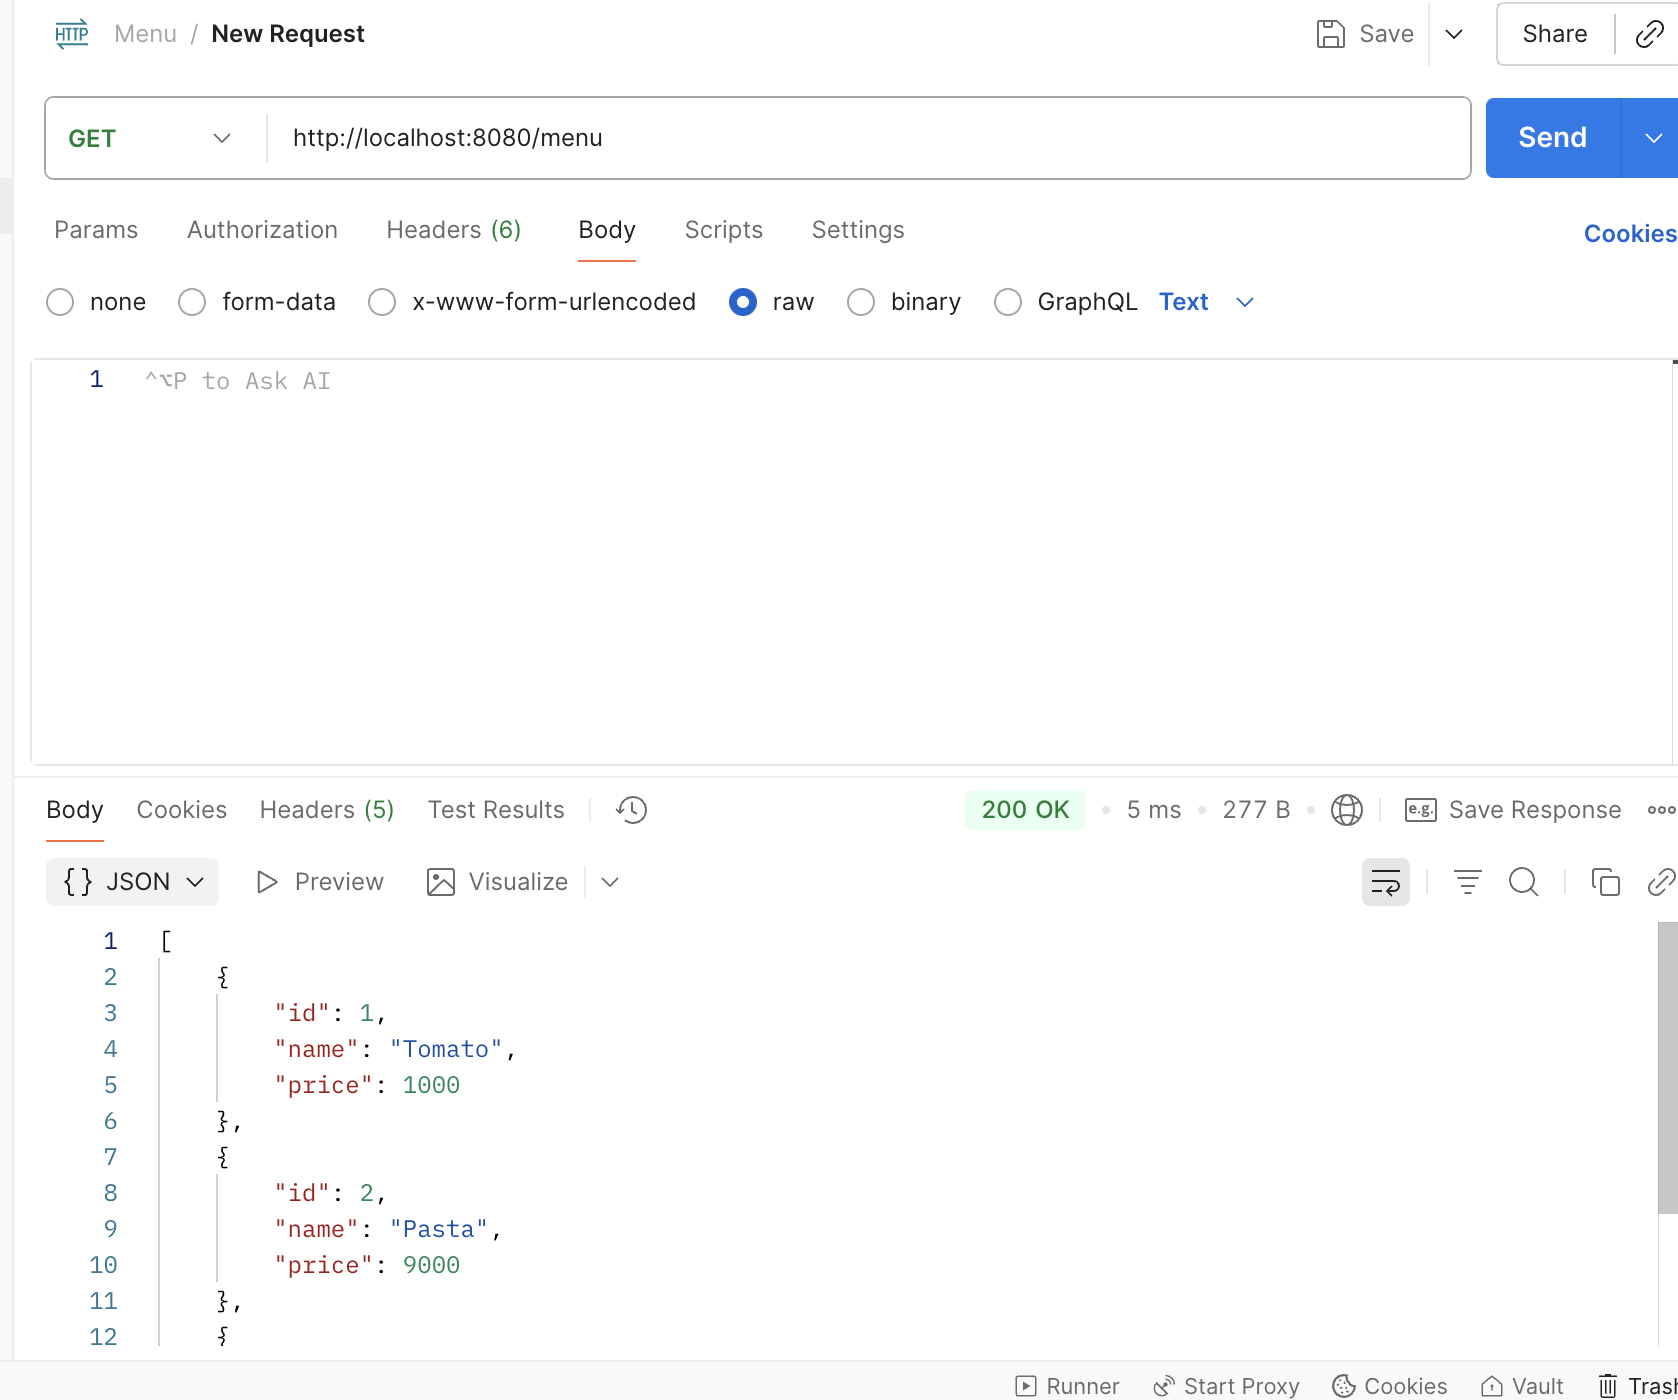 HTTP Menu / New Request Save Share
GET http://localhost:8080/menu Send
Params Authorization Headers (6) Body Scripts Settings Cookies
none form-data x-www-form-urlencoded raw binary GraphQL Text
1 ^⌥P to Ask AI
Body Cookies Headers (5) Test Results 200 OK • 5 ms • 277 B • e.g. Save Response
{} JSON Preview Visualize
1 [
2 {
3 "id": 1,
4 "name": "Tomato",
5 "price": 1000
6 },
7 {
8 "id": 2,
9 "name": "Pasta",
10 "price": 9000
11 },
12 {
Runner Start Proxy Cookies Vault Trash